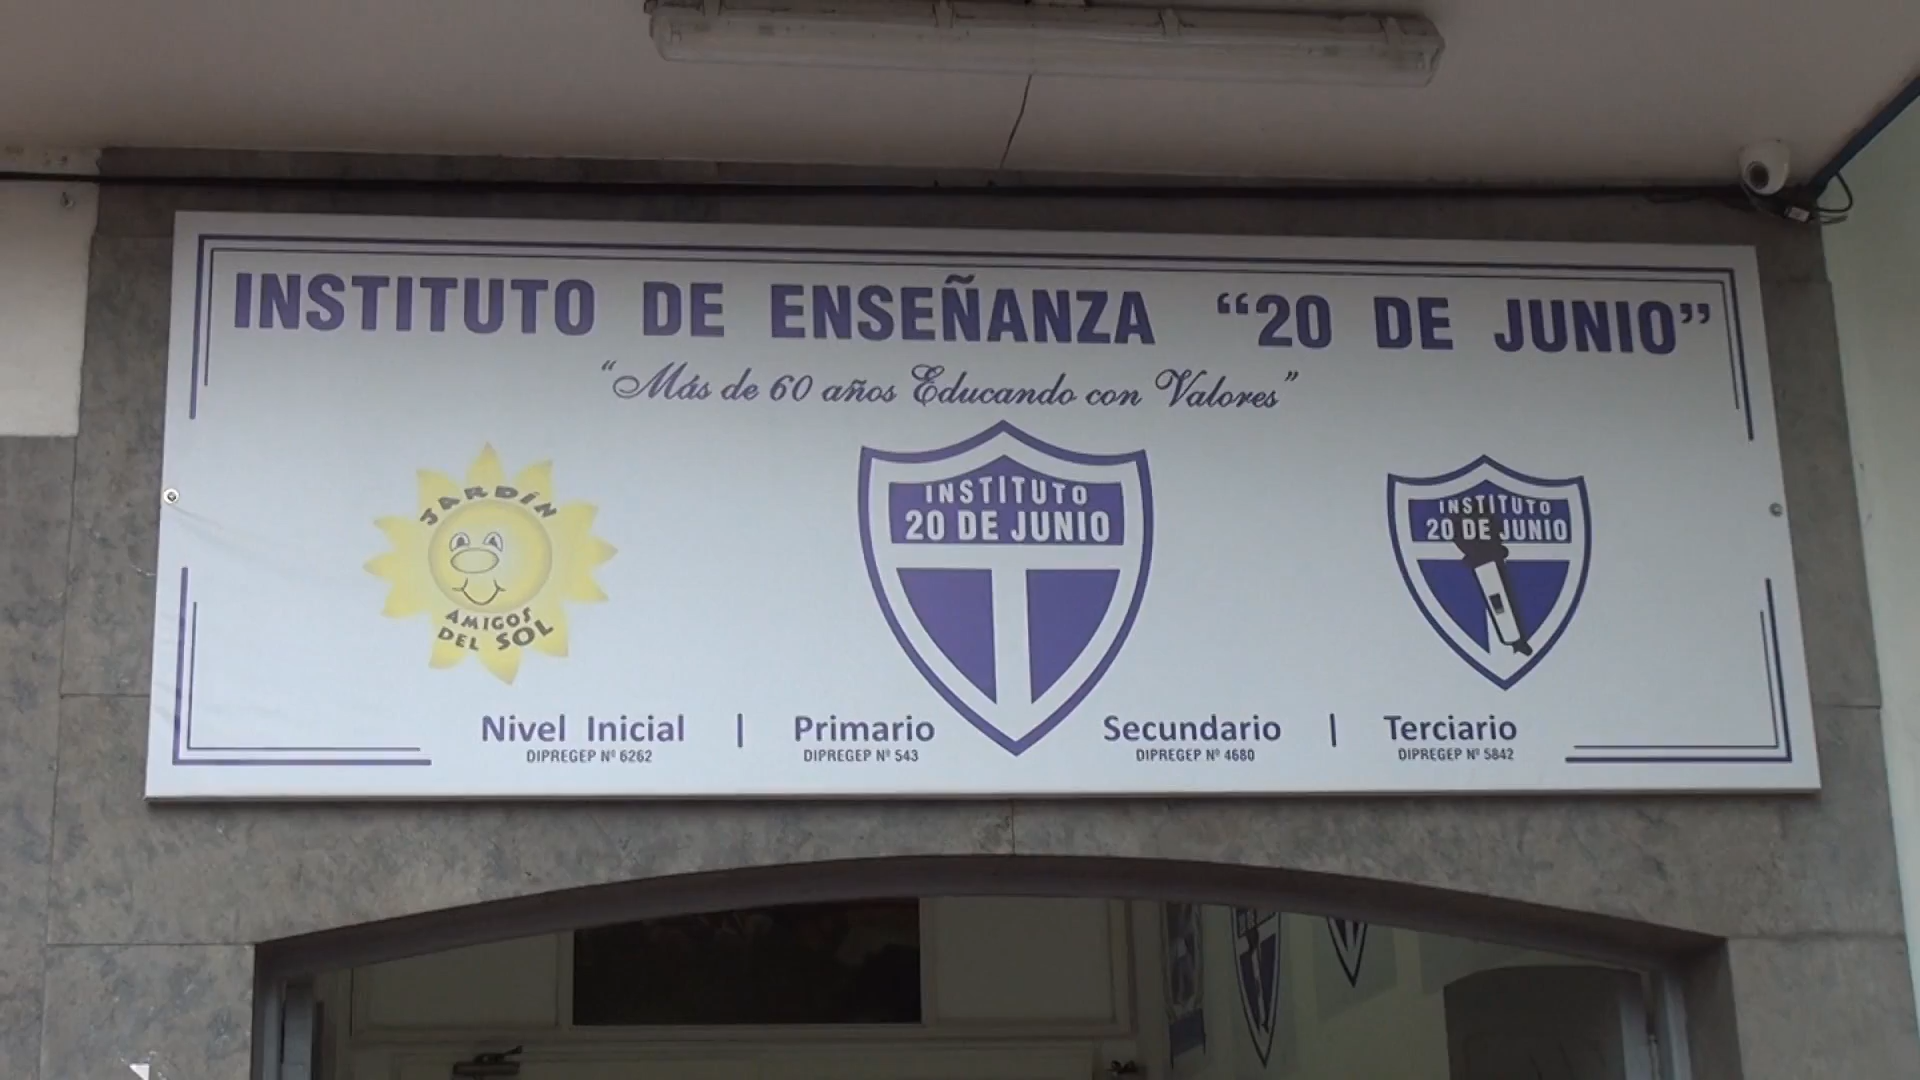 INSTITUTO DE ENSEÑANZA “20 DE JUNIO”
“Más de 60 años Educando con Valores”
JARDÍN
AMIGOS
DEL SOL
INSTITUTO
20 DE JUNIO
INSTITUTO
20 DE JUNIO
Nivel Inicial | Primario Secundario | Terciario
DIPREGEP Nº 6262 DIPREGEP Nº 543 DIPREGEP Nº 4680 DIPREGEP Nº 5842